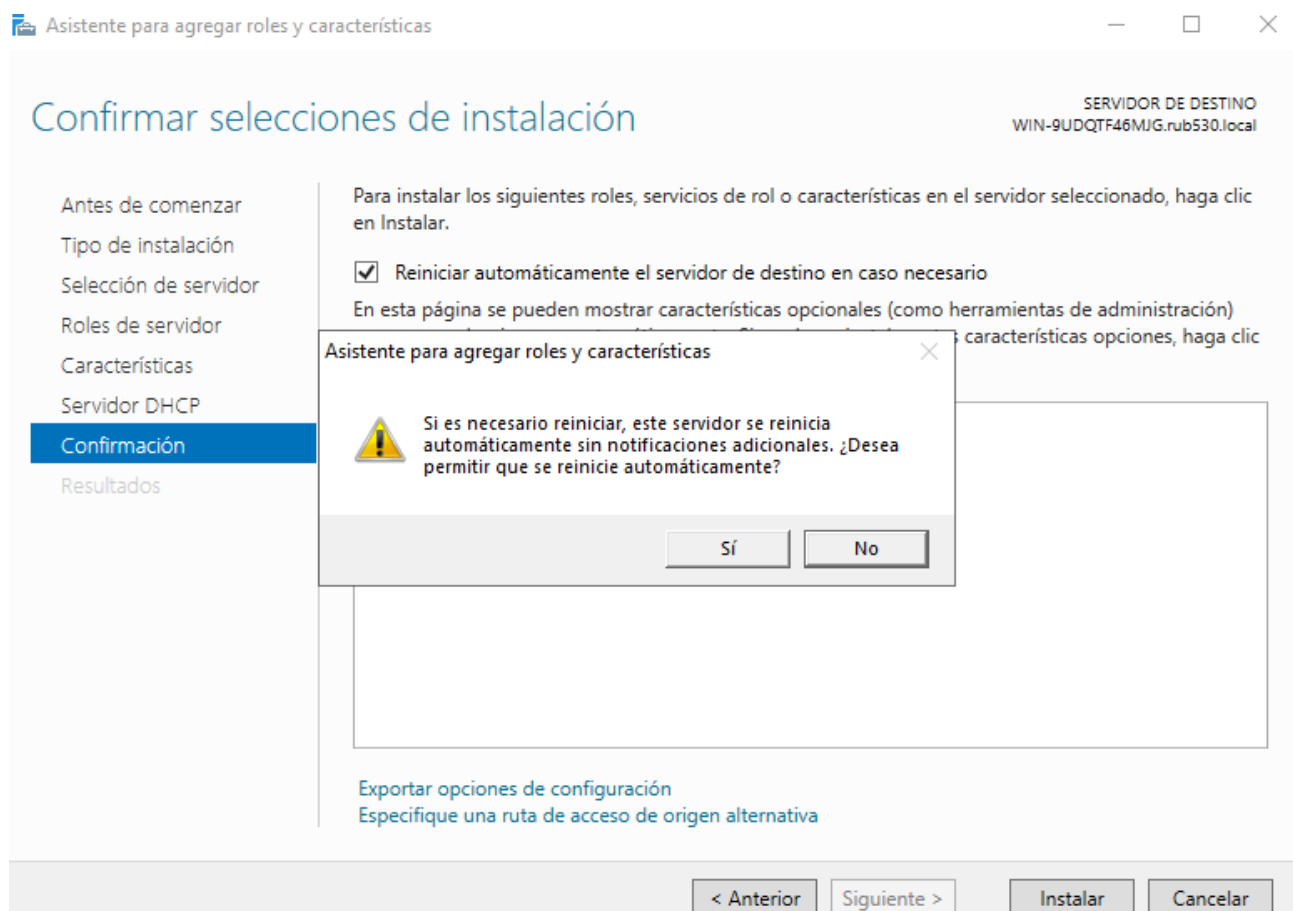 Asistente para agregar roles y características
Confirmar selecciones de instalación
SERVIDOR DE DESTINO
WIN-9UDQTF46MJG.rub530.local
Antes de comenzar
Tipo de instalación
Selección de servidor
Roles de servidor
Características
Servidor DHCP
Confirmación
Resultados
Para instalar los siguientes roles, servicios de rol o características en el servidor seleccionado, haga clic
en Instalar.
Reiniciar automáticamente el servidor de destino en caso necesario
En esta página se pueden mostrar características opcionales (como herramientas de administración)
características opciones, haga clic
Asistente para agregar roles y características
Si es necesario reiniciar, este servidor se reinicia
automáticamente sin notificaciones adicionales. ¿Desea
permitir que se reinicie automáticamente?
Sí
No
Exportar opciones de configuración
Especifique una ruta de acceso de origen alternativa
< Anterior
Siguiente >
Instalar
Cancelar